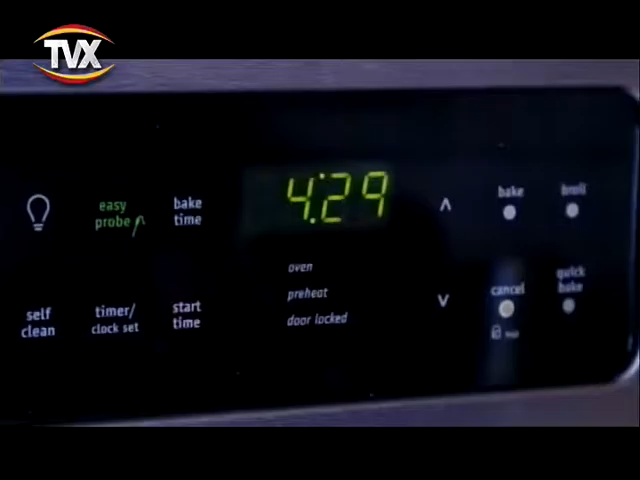 TVX
4:29
easy
probe
bake
time
bake
broil
oven
preheat
door locked
self
clean
timer/
clock set
start
time
cancel
quick
bake